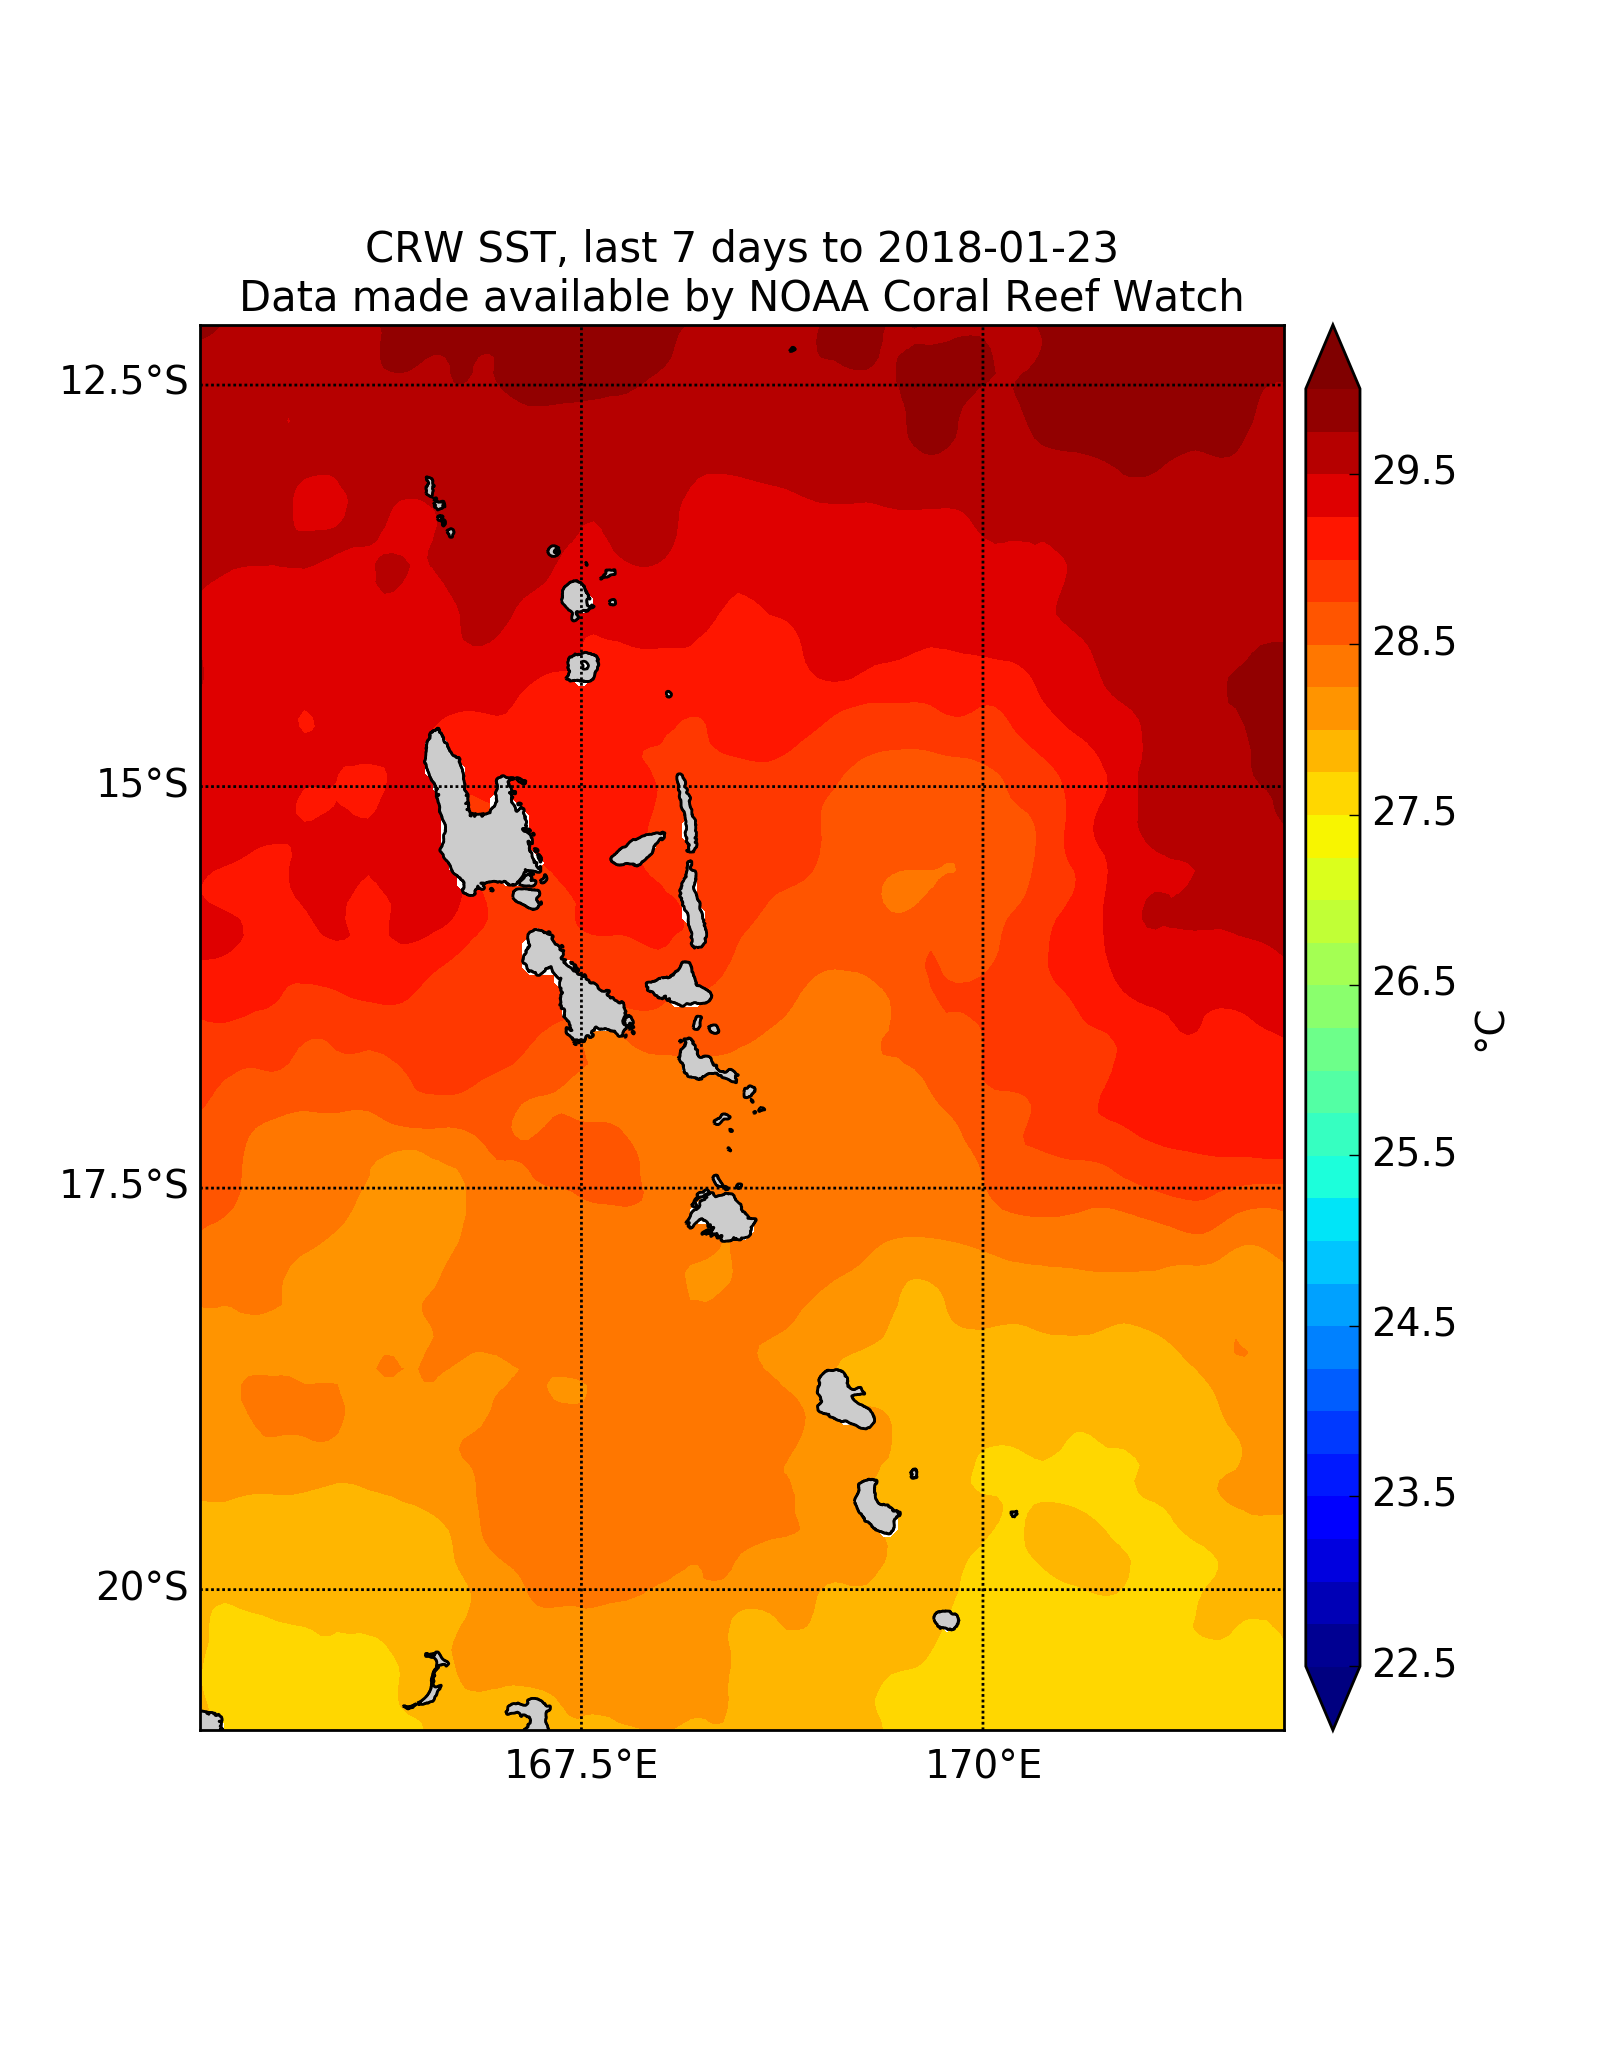 CRW SST, last 7 days to 2018-01-23
Data made available by NOAA Coral Reef Watch
12.5°S
15°S
17.5°S
20°S
167.5°E
170°E
29.5
28.5
27.5
26.5
25.5
24.5
23.5
22.5
°C